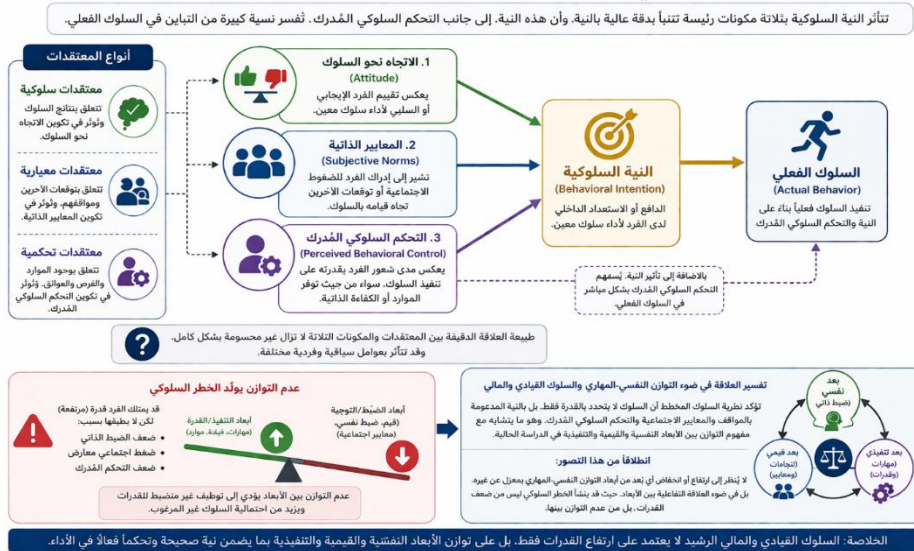 تتأثر النية السلوكية بثلاثة مكونات رئيسة تتنبأ بدقة عالية بالنية. وأن هذه النية. إلى جانب التحكم السلوكي المُدرك. تُفسر نسبة كبيرة من التباين في السلوك الفعلي.
أنواع المعتقدات
معتقدات سلوكية
تتعلق بنتائج السلوك
وتُوثر في تكوين الاتجاه
نحو السلوك.
معتقدات معيارية
تتعلق بتوقعات الآخرين
ومواقفهم. وتُوثر في
تكوين المعايير الذاتية.
معتقدات تحكمية
تتعلق بوجود الموارد
والفرص والعوائق. وتُوثر
في تكوين التحكم السلوكي
المُدرك.
1. الاتجاه نحو السلوك
(Attitude)
يعكس تقييم الفرد الإيجابي
أو السلبي لأداء سلوك معين.
2. المعايير الذاتية
(Subjective Norms)
تشير إلى إدراك الفرد للضغوط
الاجتماعية أو توقعات الآخرين
تجاه قيامه بالسلوك.
3. التحكم السلوكي المُدرك
(Perceived Behavioral Control)
يعكس مدى شعور الفرد بقدرته على
تنفيذ السلوك. سواء من حيث توفر
الموارد أو الكفاءة الذاتية.
النية السلوكية
(Behavioral Intention)
الدافع أو الاستعداد الداخلي
لدى الفرد لأداء سلوك معين.
السلوك الفعلي
(Actual Behavior)
تنفيذ السلوك فعلياً بناءً على
النية والتحكم السلوكي المُدرك
بالاضافة إلى تأثير النية. يُسهم
التحكم السلوكي المُدرك بشكل مباشر
في السلوك الفعلي.
?
طبيعة العلاقة الدقيقة بين المعتقدات والمكونات الثلاثة لا تزال غير محسومة بشكل كامل.
وقد تتأثر بعوامل سياقية وفردية مختلفة.
عدم التوازن يولّد الخطر السلوكي
قد يمتلك الفرد قدرة (مرتفعة)
لكن لا يطبقها بسبب:
• ضعف الضبط الذاتي
• ضغط اجتماعي معارض
• ضعف التحكم المُدرك
أبعاد التنفيذ/القدرة
(مهارات، قيادة، موارد)
أبعاد الضبط/التوجية
(قيم، ضبط نفسي،
معايير اجتماعية)
عدم التوازن بين الأبعاد يؤدي إلى توظيف غير منضبط للقدرات
ويزيد من احتمالية السلوك غير المرغوب.
تفسير العلاقة في ضوء التوازن النفسي-المهاري والسلوك القيادي والمالي
تؤكد نظرية السلوك المخطط أن السلوك لا يتحدد بالقدرة فقط. بل بالنية المدعومة
بالمواقف والمعايير الاجتماعية والتحكم السلوكي المُدرك. وهو ما يتشابه مع
مفهوم التوازن بين الأبعاد النفسية والقيمية والتنفيذية في الدراسة الحالية.
انطلاقاً من هذا التصور:
لا يُنظر إلى ارتفاع أو انخفاض أي بُعد من أبعاد التوازن النفسي-المهاري بمعزل عن غيره.
بل في ضوء العلاقة التفاعلية بين الأبعاد. حيث قد ينشأ الخطر السلوكي ليس من ضعف
القدرات. بل من عدم التوازن بينها.
بعد
نفسي
(ضبط ذاتي)
بعد قيمي
ومعايير)
(مهارات
وقدرات)
الخلاصة: السلوك القيادي والمالي الرشيد لا يعتمد على ارتفاع القدرات فقط. بل على توازن الأبعاد والقيمية والتنفيذية بما يضمن نية صحيحة وتحكماً فعالًا في الأداء.